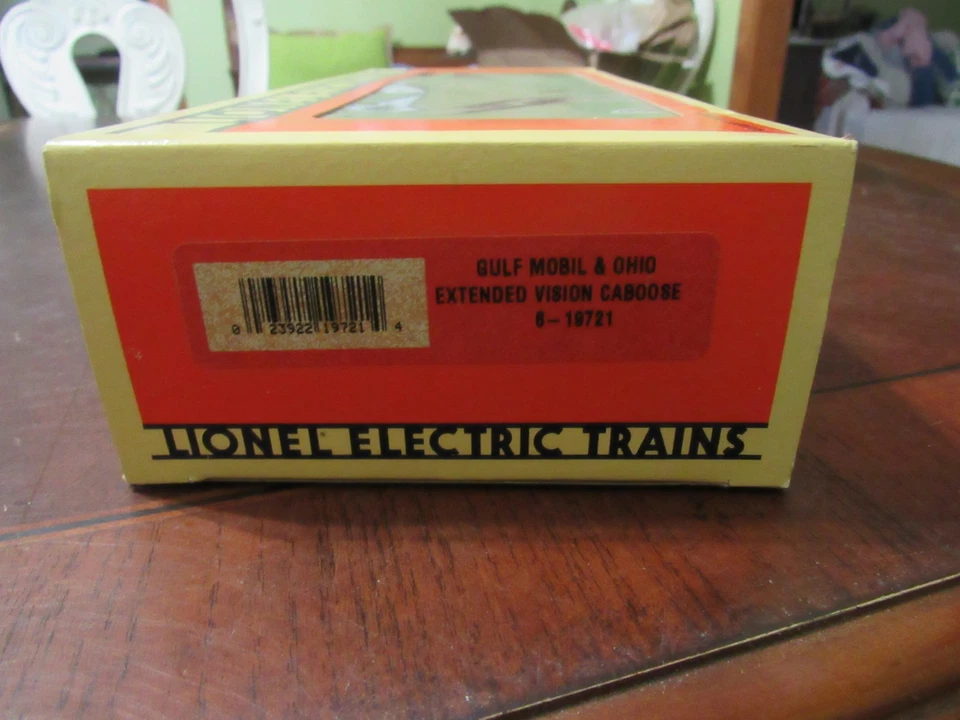 GULF MOBIL & OHIO
EXTENDED VISION CABOOSE
6-19721
0 23922 19721 4
LIONEL ELECTRIC TRAINS